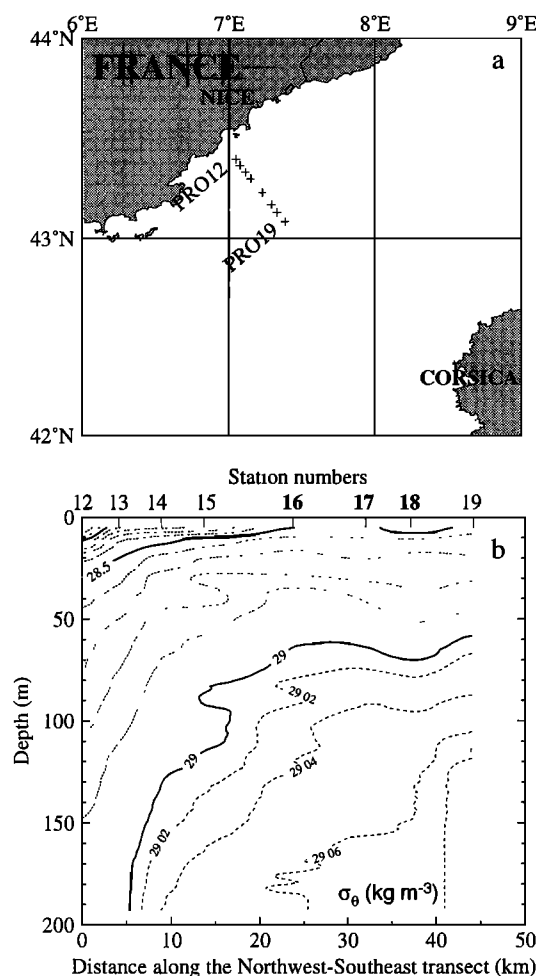 6°E 7°E 8°E 9°E
44°N
a
FRANCE
NICE
PRO12
43°N
PRO19
CORSICA
42°N
Station numbers
12 13 14 15 16 17 18 19
0
b
28.5
50
29
29 02
100
29
29 04
150
29 02
29 06
σθ (kg m-3)
200
Depth (m)
0 10 20 30 40 50
Distance along the Northwest-Southeast transect (km)